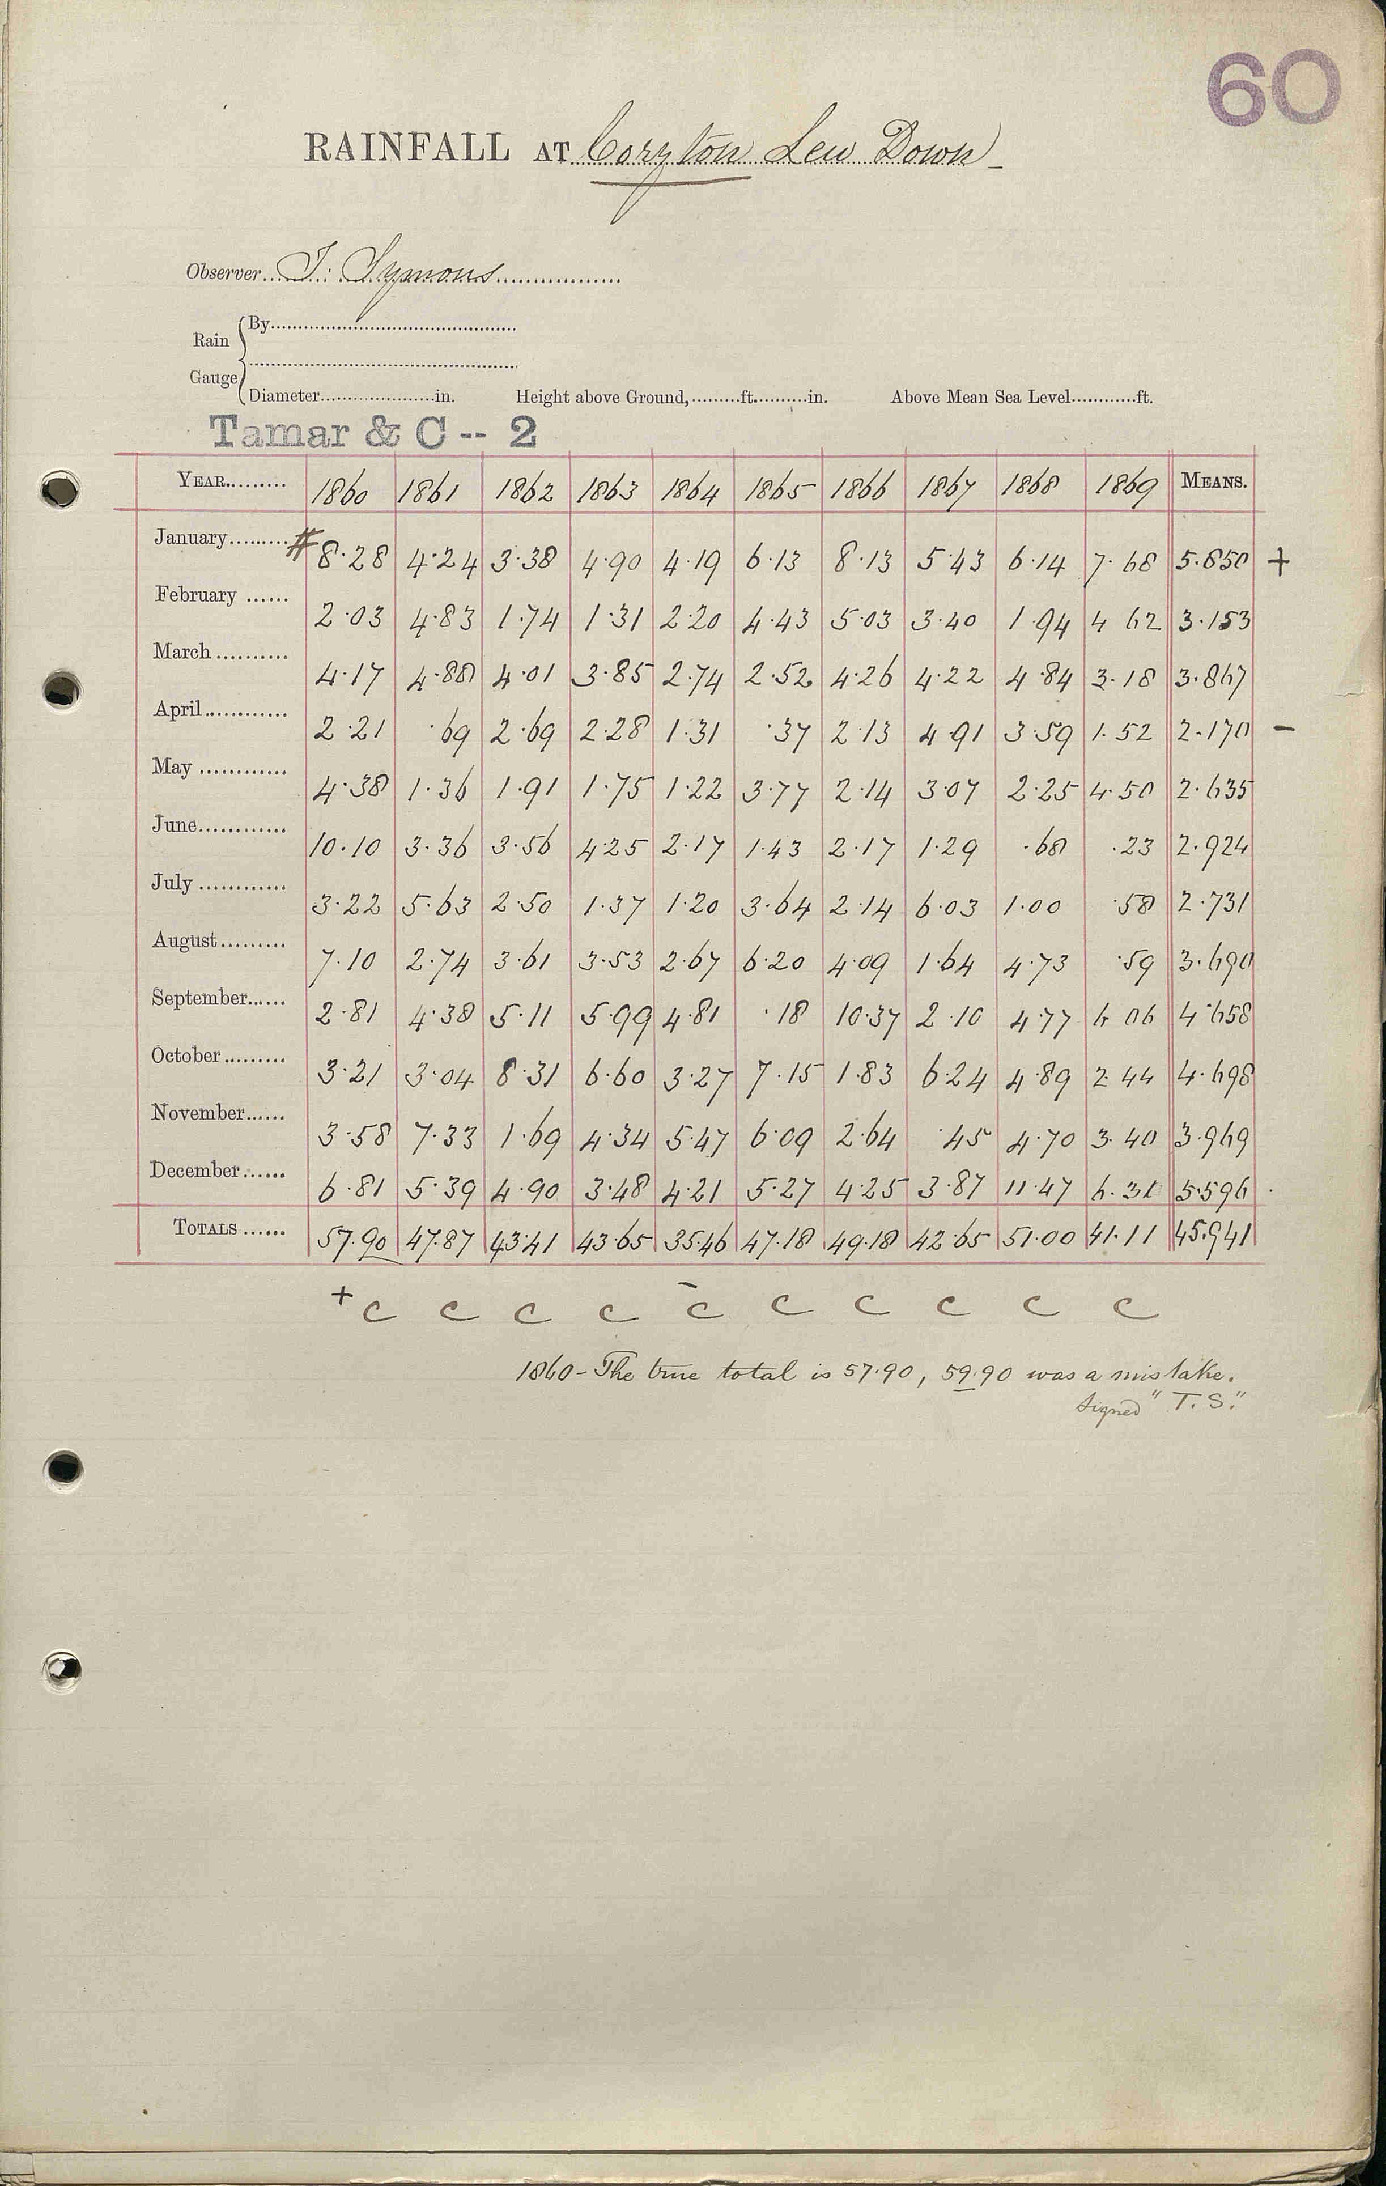 60
RAINFALL AT Coryton Lew Down
Observer T. Symons
Rain Gauge { By
Diameter in. Height above Ground, ft. in. Above Mean Sea Level ft.
Tamar & C -- 2
YEAR 1860 1861 1862 1863 1864 1865 1866 1867 1868 1869 MEANS.
January # 8.28 4.24 3.38 4.90 4.19 6.13 8.13 5.43 6.14 7.68 5.850 +
February 2.03 4.83 1.74 1.31 2.20 4.43 5.03 3.40 1.94 4 62 3.153
March 4.17 4.88 4.01 3.85 2.74 2.52 4.26 4.22 4.84 3.18 3.867
April 2.21 .69 2.69 2.28 1.31 .37 2.13 4.91 3.59 1.52 2.170 -
May 4.38 1.36 1.91 1.75 1.22 3.77 2.14 3.07 2.25 4.50 2.635
June 10.10 3.36 3.56 4.25 2.17 1.43 2.17 1.29 .68 .23 2.924
July 3.22 5.63 2.50 1.37 1.20 3.64 2.14 6.03 1.00 .58 2.731
August 7.10 2.74 3.61 3.53 2.67 6.20 4.09 1.64 4.73 .59 3.690
September 2.81 4.38 5.11 5.99 4.81 .18 10.37 2.10 4.77 6 06 4.658
October 3.21 3.04 8.31 6.60 3.27 7.15 1.83 6.24 4.89 2 44 4.698
November 3.58 7.33 1.69 4.34 5.47 6.09 2.64 .45 4.70 3.40 3.969
December 6.81 5.39 4.90 3.48 4.21 5.27 4.25 3.87 11.47 6.31 5.596
TOTALS 57.90 47.87 43.41 43.65 35.46 47.18 49.18 42.65 51.00 41.11 45.941
+ c c c c - c c c c c c
1860 - The true total is 57.90, 59.90 was a mistake.
Signed "T. S."